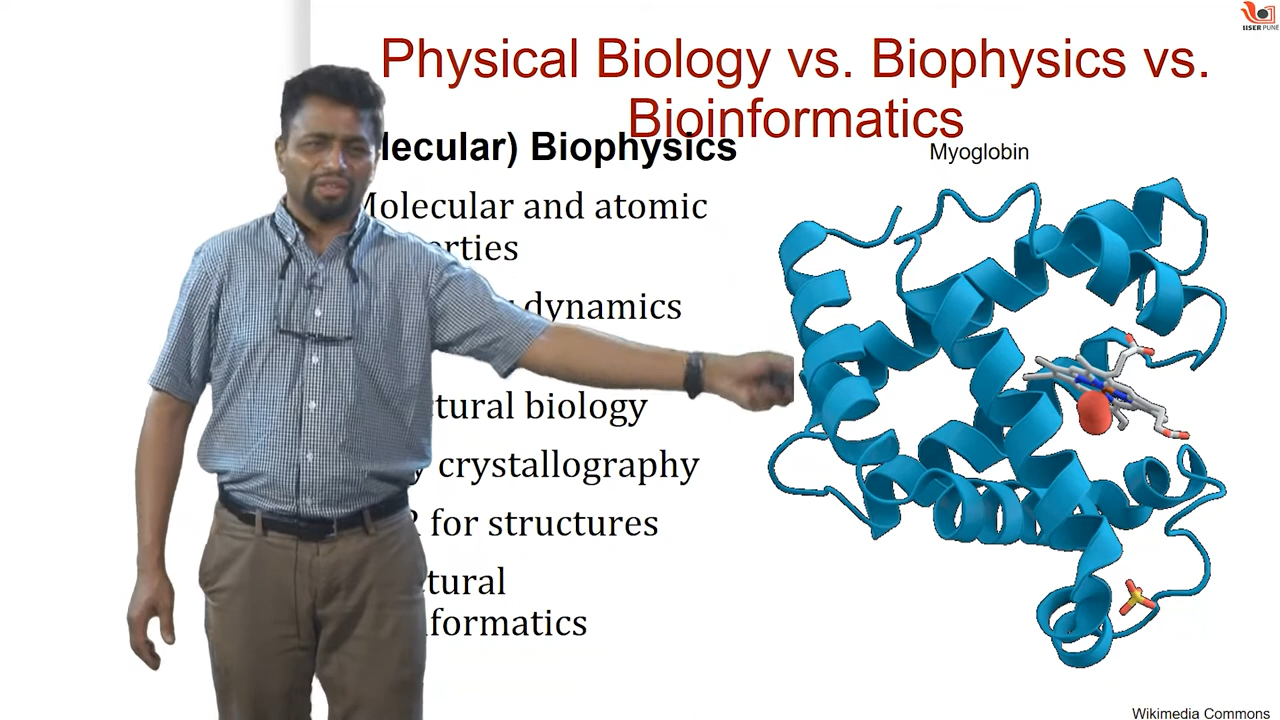 IISER PUNE
Physical Biology vs. Biophysics vs.
Bioinformatics
lecular) Biophysics
Myoglobin
Molecular and atomic
erties
dynamics
tural biology
crystallography
for structures
tural
formatics
Wikimedia Commons